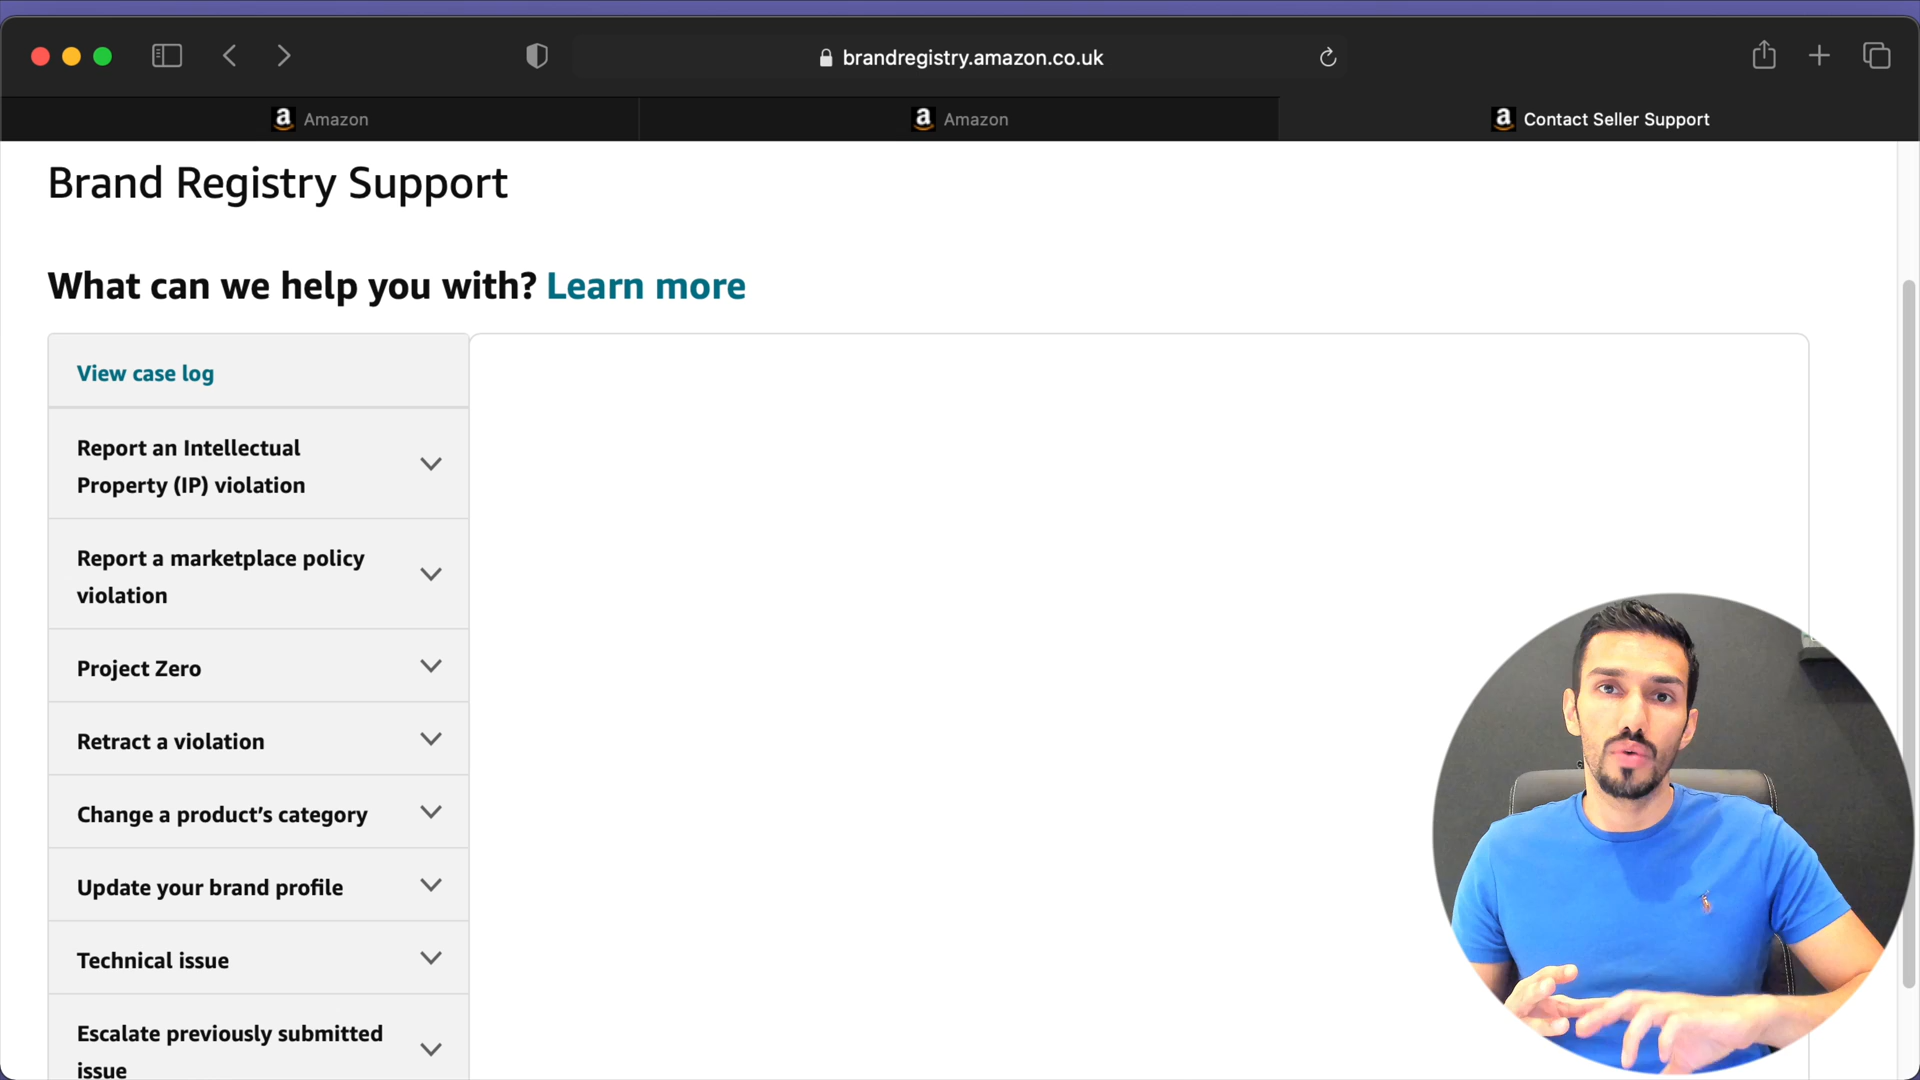 brandregistry.amazon.co.uk
Amazon
Amazon
Contact Seller Support
Brand Registry Support
What can we help you with? Learn more
View case log
Report an Intellectual
Property (IP) violation
Report a marketplace policy
violation
Project Zero
Retract a violation
Change a product's category
Update your brand profile
Technical issue
Escalate previously submitted
issue